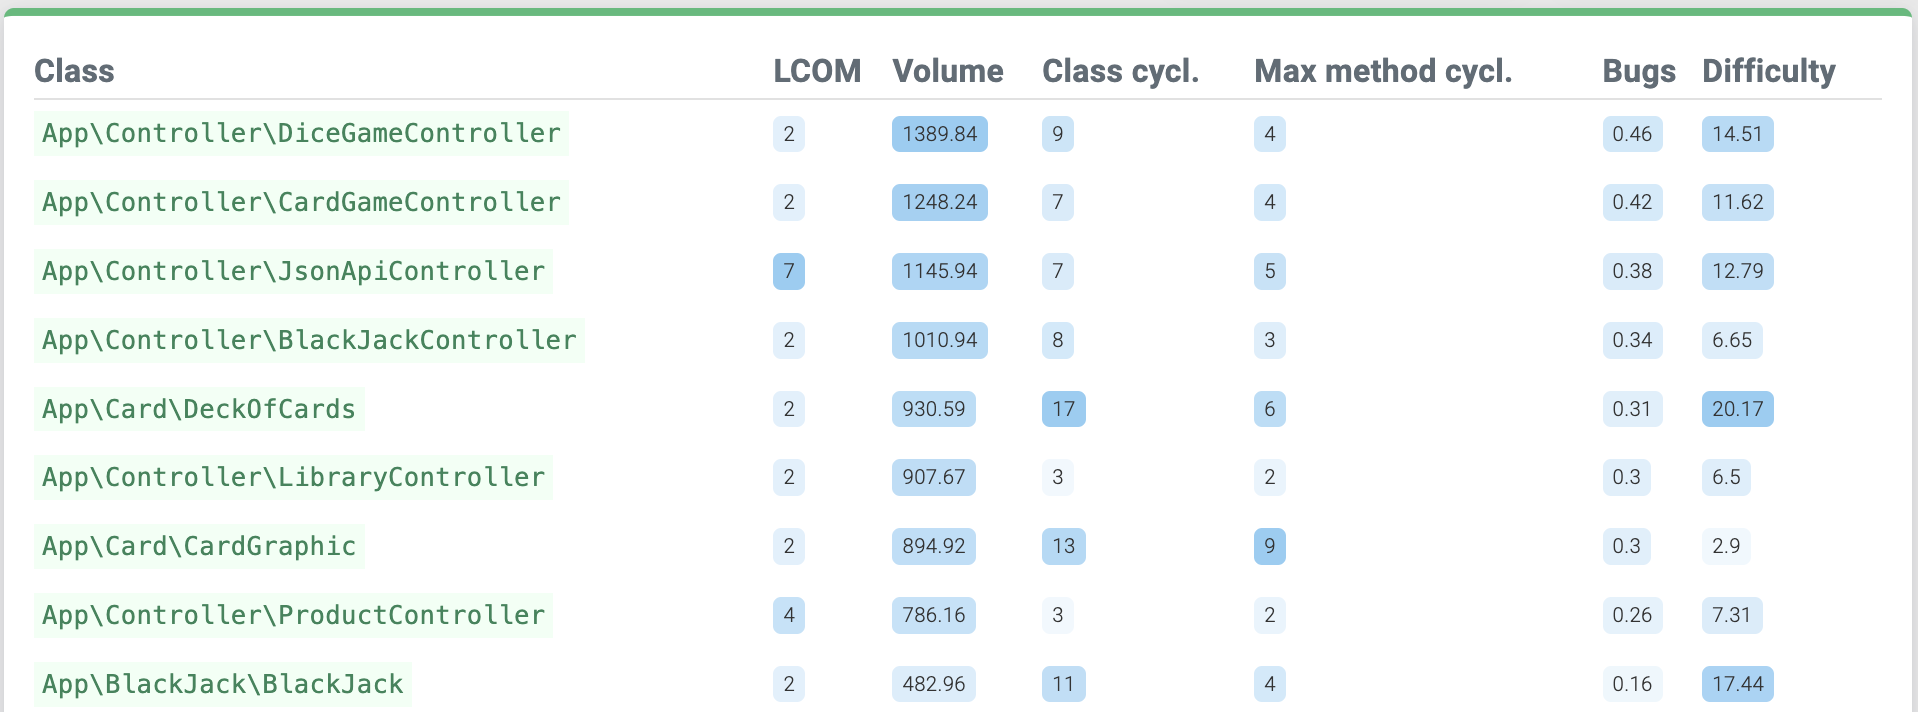 Class LCOM Volume Class cycl. Max method cycl. Bugs Difficulty
App\Controller\DiceGameController 2 1389.84 9 4 0.46 14.51
App\Controller\CardGameController 2 1248.24 7 4 0.42 11.62
App\Controller\JsonApiController 7 1145.94 7 5 0.38 12.79
App\Controller\BlackJackController 2 1010.94 8 3 0.34 6.65
App\Card\DeckOfCards 2 930.59 17 6 0.31 20.17
App\Controller\LibraryController 2 907.67 3 2 0.3 6.5
App\Card\CardGraphic 2 894.92 13 9 0.3 2.9
App\Controller\ProductController 4 786.16 3 2 0.26 7.31
App\BlackJack\BlackJack 2 482.96 11 4 0.16 17.44